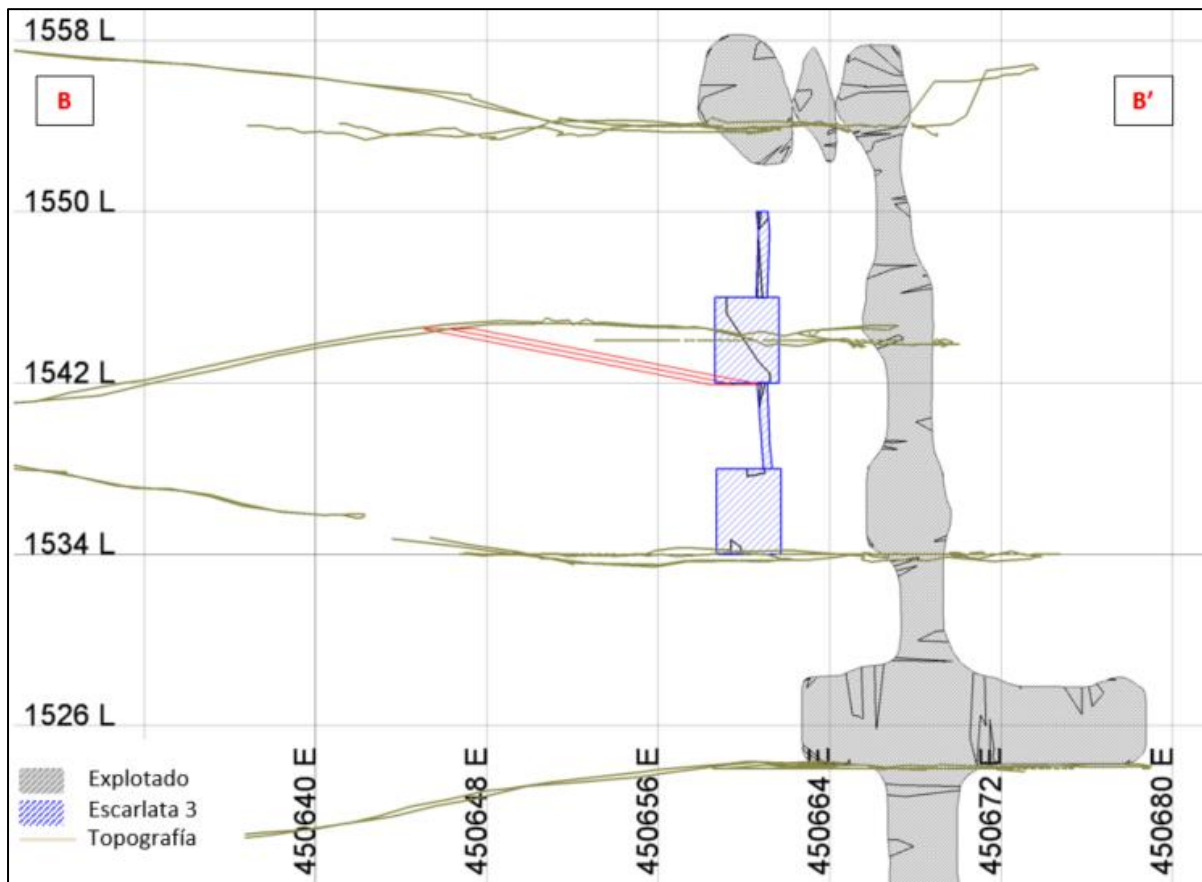 1558 L
B
B’
1550 L
1542 L
1534 L
1526 L
Explotado
Escarlata 3
Topografía
450640 E
450648 E
450656 E
450664 E
450672 E
450680 E